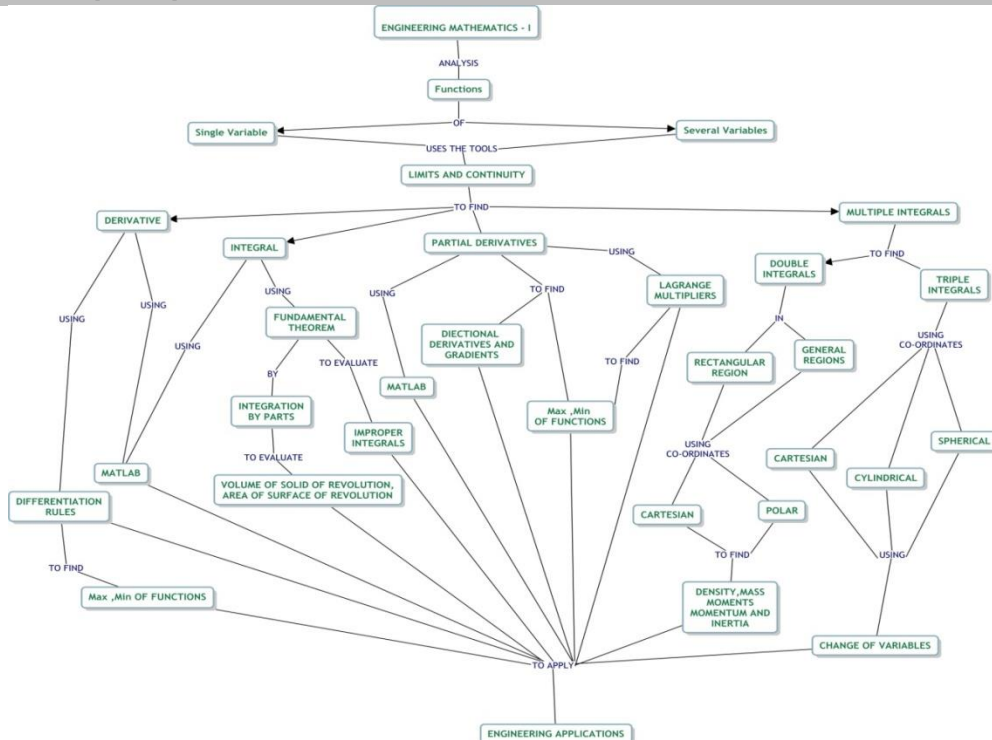 ENGINEERING MATHEMATICS - I
ANALYSIS
Functions
OF
Single Variable
Several Variables
USES THE TOOLS
LIMITS AND CONTINUITY
TO FIND
DERIVATIVE
MULTIPLE INTEGRALS
INTEGRAL
PARTIAL DERIVATIVES
USING
TO FIND
DOUBLE
INTEGRALS
TRIPLE
INTEGRALS
LAGRANGE
MULTIPLIERS
USING
USING
TO FIND
USING
USING
FUNDAMENTAL
THEOREM
IN
DIECTIONAL
DERIVATIVES AND
GRADIENTS
USING
CO-ORDINATES
USING
TO EVALUATE
TO FIND
RECTANGULAR
REGION
GENERAL
REGIONS
BY
MATLAB
INTEGRATION
BY PARTS
Max ,Min
OF FUNCTIONS
IMPROPER
INTEGRALS
USING
CO-ORDINATES
SPHERICAL
CARTESIAN
TO EVALUATE
MATLAB
CYLINDRICAL
VOLUME OF SOLID OF REVOLUTION,
AREA OF SURFACE OF REVOLUTION
DIFFERENTIATION
RULES
CARTESIAN
POLAR
TO FIND
TO FIND
USING
Max ,Min OF FUNCTIONS
DENSITY,MASS
MOMENTS
MOMENTUM AND
INERTIA
CHANGE OF VARIABLES
TO APPLY
ENGINEERING APPLICATIONS